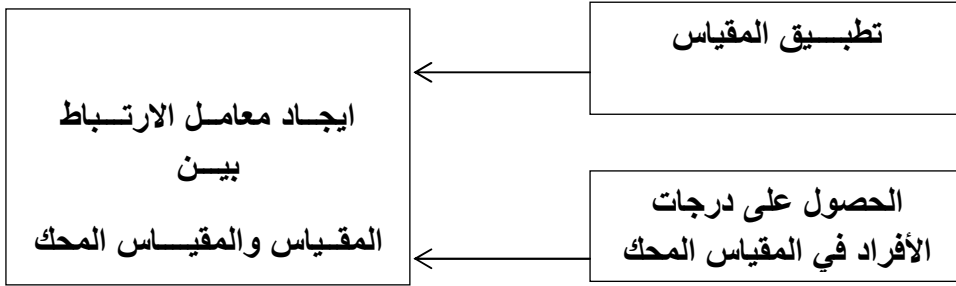 تطبيق المقياس
الحصول على درجات
الأفراد في المقياس المحك
ايجاد معامل الارتباط
بين
المقياس والمقياس المحك